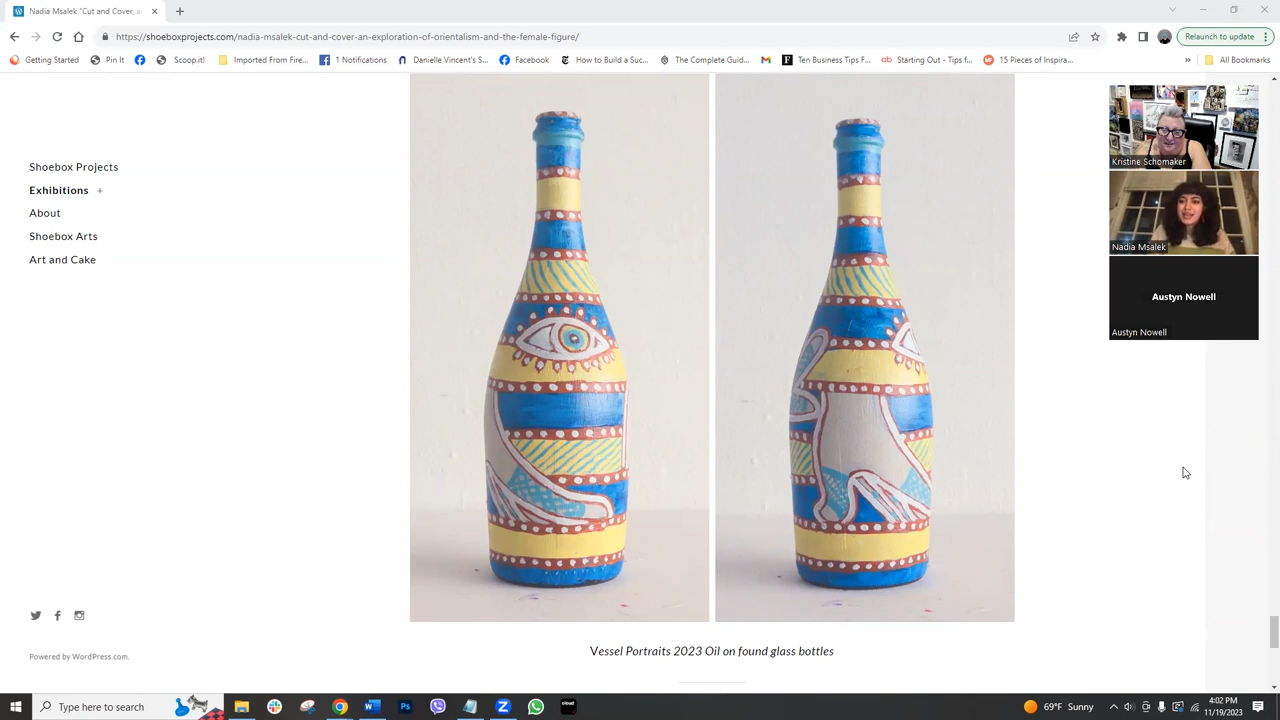 Nadia Msalek "Cut and Cover, a
https://shoeboxprojects.com/nadia-msalek-cut-and-cover-an-exploration-of-orientalism-and-the-female-figure/
Relaunch to update
Getting Started
Pin It
Scoop.it!
Imported From Fire...
1 Notifications
Danielle Vincent's S...
Facebook
How to Build a Suc...
The Complete Guid...
Ten Business Tips F...
Starting Out - Tips f...
15 Pieces of Inspira...
»
All Bookmarks
Shoebox Projects
Exhibitions +
About
Shoebox Arts
Art and Cake
Powered by WordPress.com.
Vessel Portraits 2023 Oil on found glass bottles
Kristine Schomaker
Nadia Msalek
Austyn Nowell
Austyn Nowell
Type here to search
cloud
69°F Sunny
4:02 PM
11/19/2023